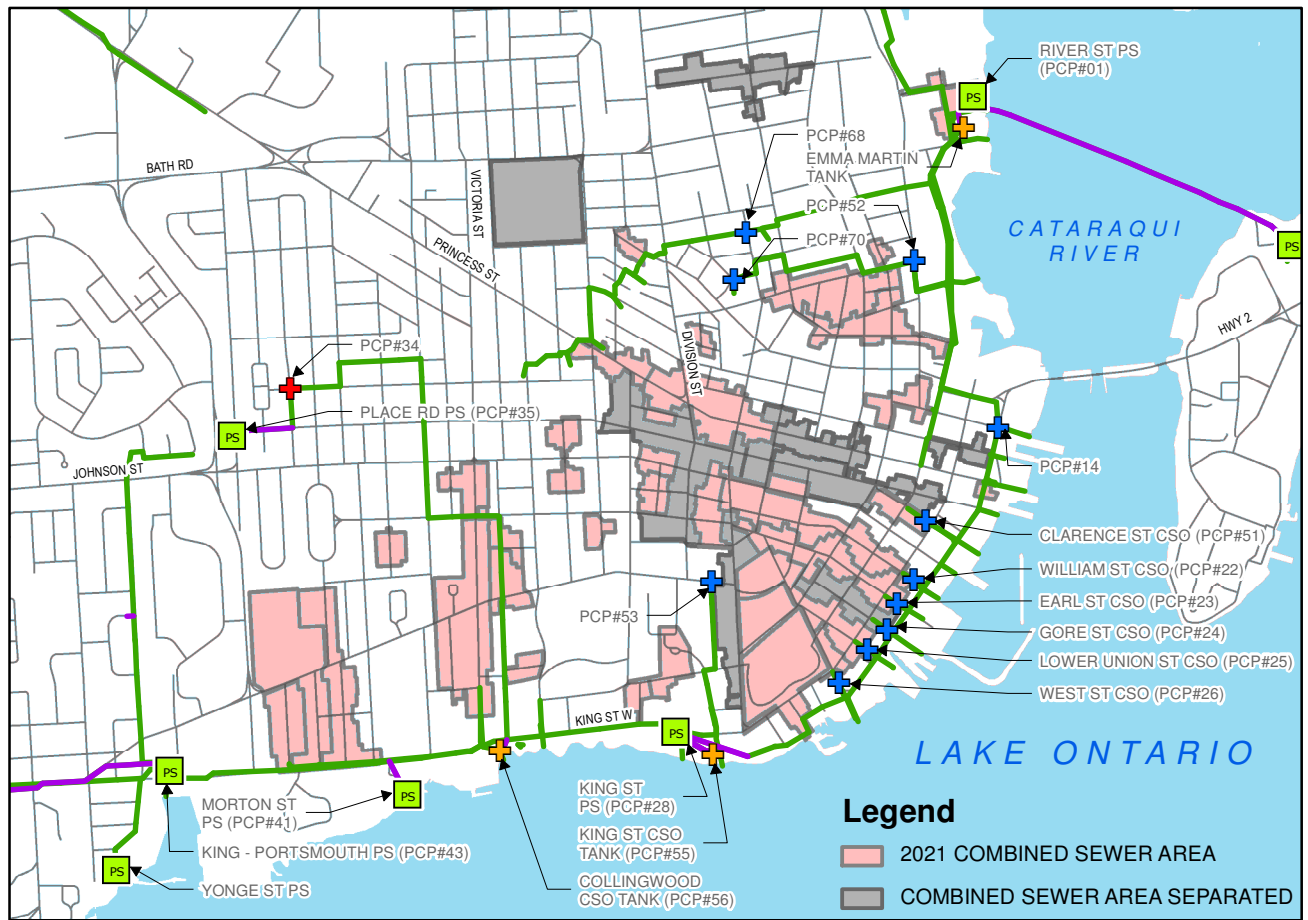 RIVER ST PS
(PCP#01)
PS
PCP#68
EMMA MARTIN
TANK
PCP#52
PCP#70
BATH RD
VICTORIA ST
PRINCESS ST
CATARAQUI
RIVER
PS
HWY 2
DIVISION ST
PCP#34
PLACE RD PS (PCP#35)
PS
JOHNSON ST
PCP#14
CLARENCE ST CSO (PCP#51)
WILLIAM ST CSO (PCP#22)
EARL ST CSO (PCP#23)
GORE ST CSO (PCP#24)
LOWER UNION ST CSO (PCP#25)
WEST ST CSO (PCP#26)
PCP#53
KING ST W
PS
LAKE ONTARIO
PS
PS
MORTON ST
PS (PCP#41)
KING - PORTSMOUTH PS (PCP#43)
PS
YONGE ST PS
KING ST
PS (PCP#28)
KING ST CSO
TANK (PCP#55)
COLLINGWOOD
CSO TANK (PCP#56)
Legend
2021 COMBINED SEWER AREA
COMBINED SEWER AREA SEPARATED